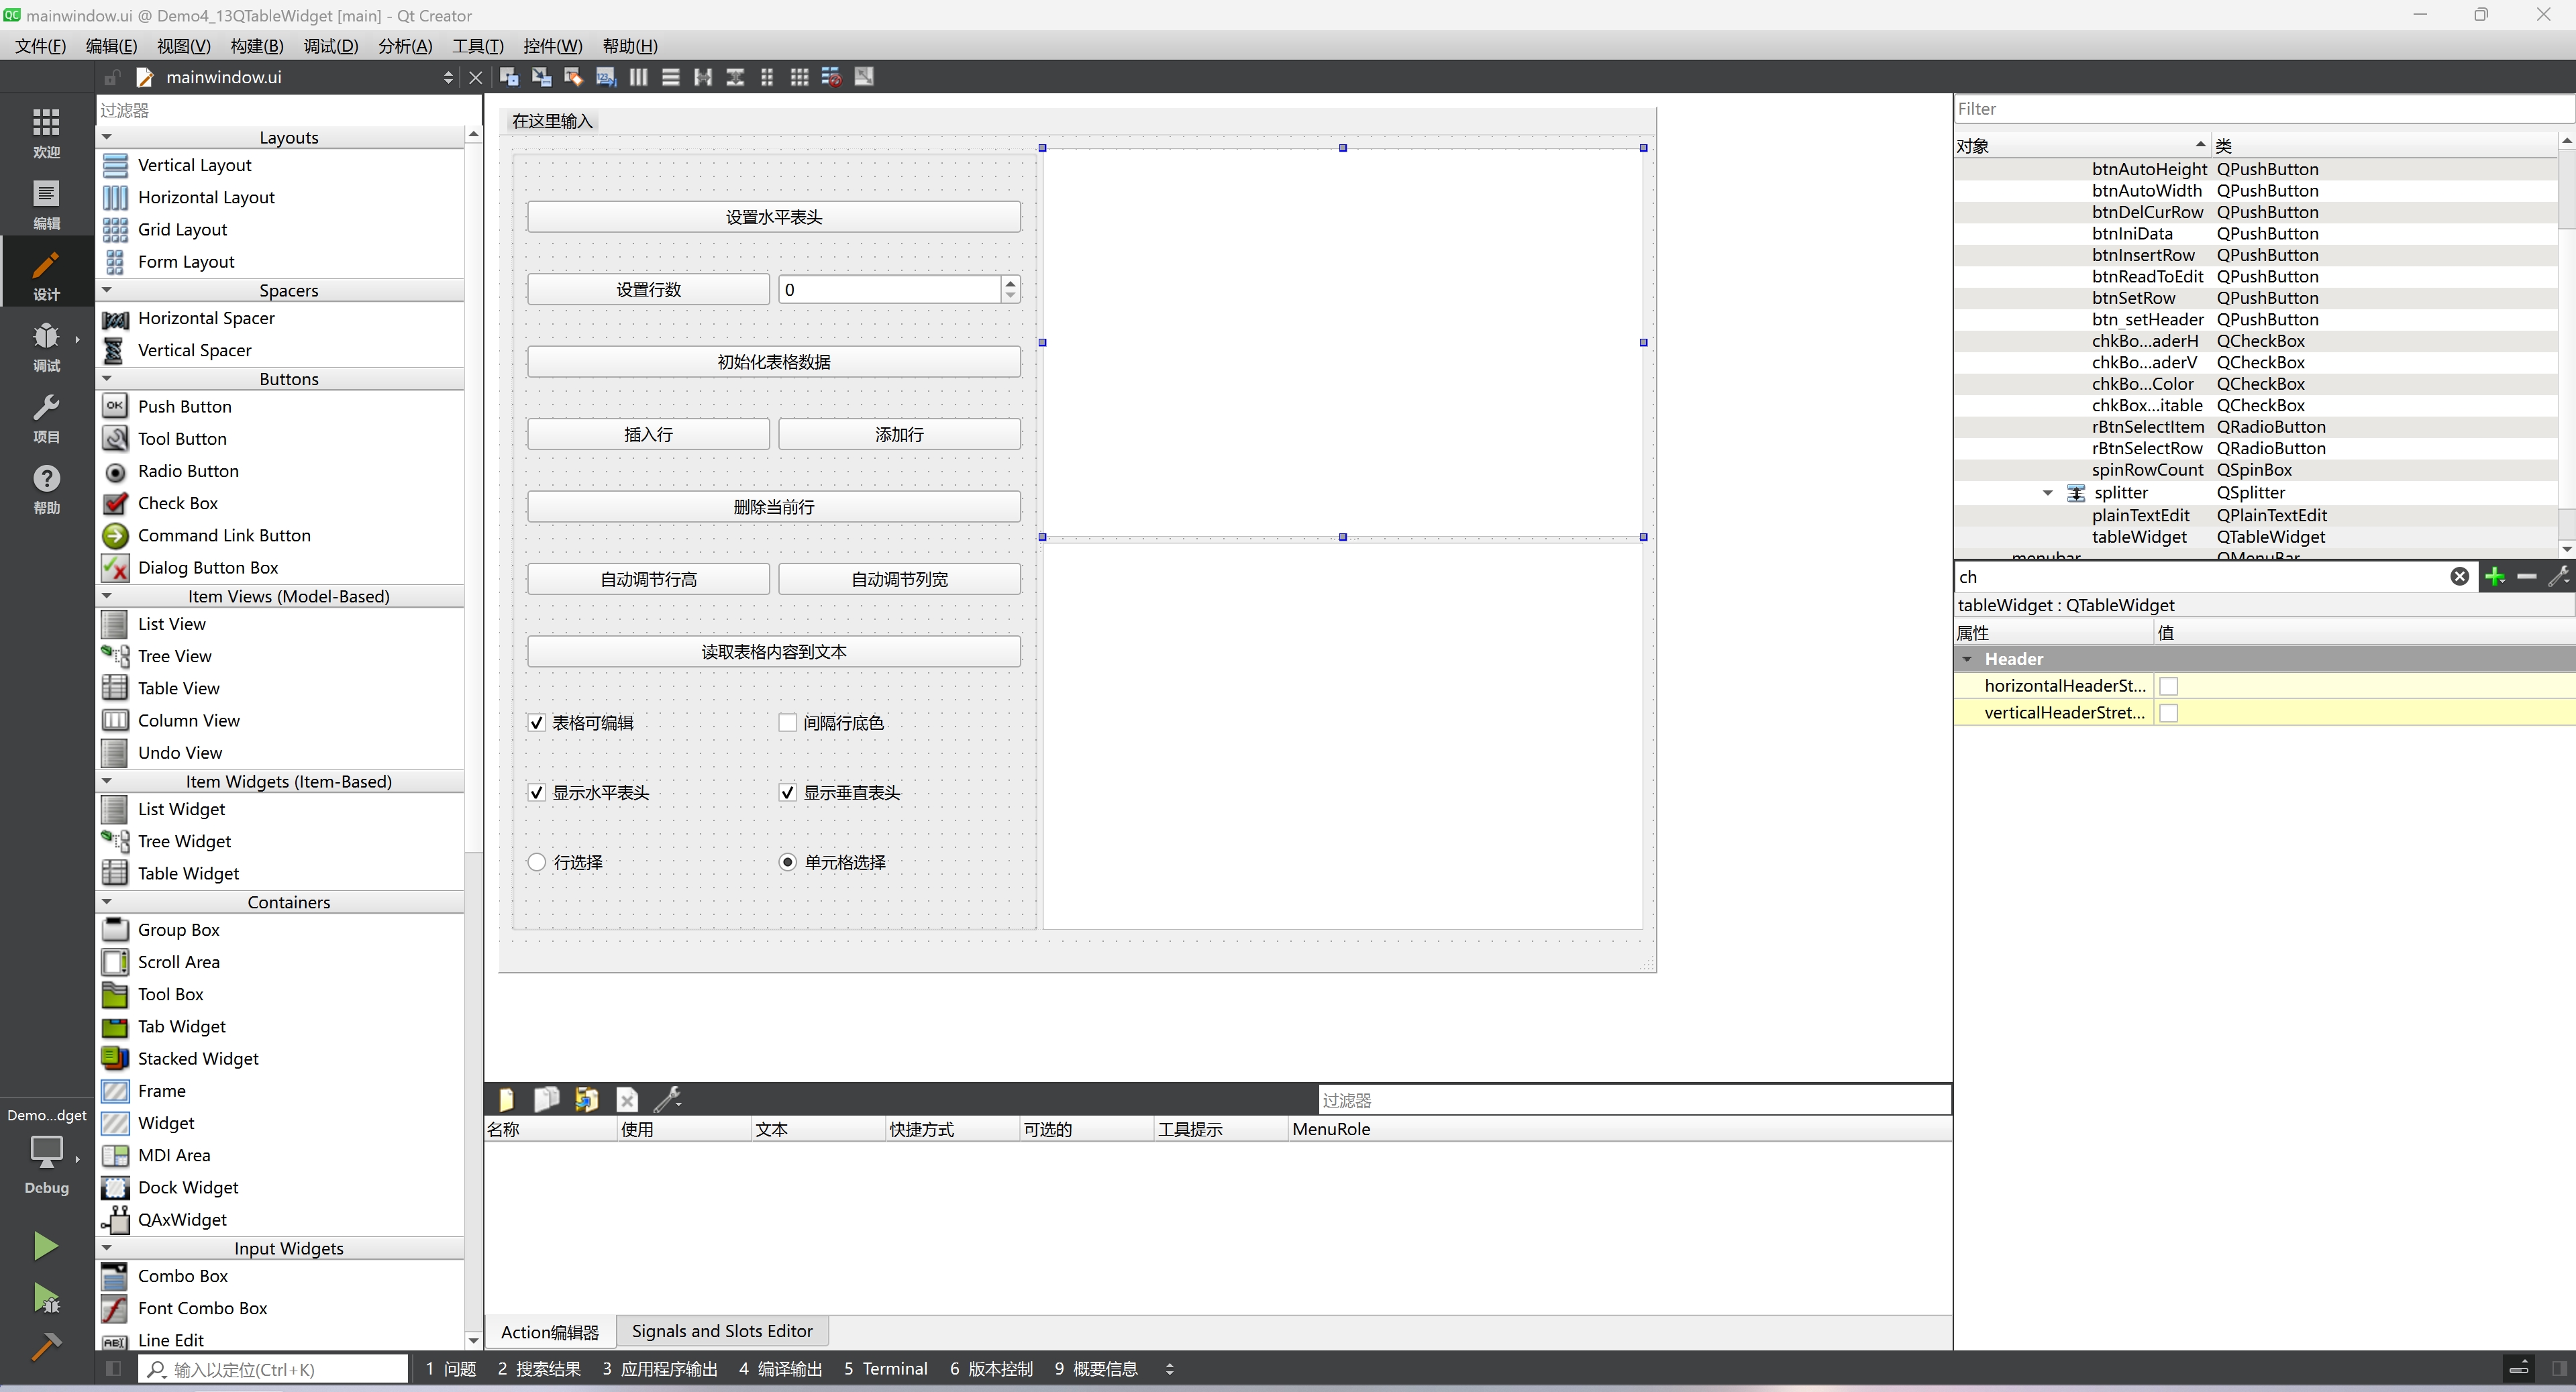 mainwindow.ui @ Demo4_13QTableWidget [main] - Qt Creator
文件(F) 编辑(E) 视图(V) 构建(B) 调试(D) 分析(A) 工具(T) 控件(W) 帮助(H)
mainwindow.ui
欢迎
编辑
设计
调试
项目
帮助
Demo...dget
Debug
过滤器
Layouts
Vertical Layout
Horizontal Layout
Grid Layout
Form Layout
Spacers
Horizontal Spacer
Vertical Spacer
Buttons
Push Button
Tool Button
Radio Button
Check Box
Command Link Button
Dialog Button Box
Item Views (Model-Based)
List View
Tree View
Table View
Column View
Undo View
Item Widgets (Item-Based)
List Widget
Tree Widget
Table Widget
Containers
Group Box
Scroll Area
Tool Box
Tab Widget
Stacked Widget
Frame
Widget
MDI Area
Dock Widget
QAxWidget
Input Widgets
Combo Box
Font Combo Box
Line Edit
在这里输入
设置水平表头
设置行数 0
初始化表格数据
插入行 添加行
删除当前行
自动调节行高 自动调节列宽
读取表格内容到文本
表格可编辑 间隔行底色
显示水平表头 显示垂直表头
行选择 单元格选择
过滤器
名称 使用 文本 快捷方式 可选的 工具提示 MenuRole
Action编辑器 Signals and Slots Editor
Filter
对象 类
btnAutoHeight QPushButton
btnAutoWidth QPushButton
btnDelCurRow QPushButton
btnIniData QPushButton
btnInsertRow QPushButton
btnReadToEdit QPushButton
btnSetRow QPushButton
btn_setHeader QPushButton
chkBo...aderH QCheckBox
chkBo...aderV QCheckBox
chkBo...Color QCheckBox
chkBox...itable QCheckBox
rBtnSelectItem QRadioButton
rBtnSelectRow QRadioButton
spinRowCount QSpinBox
splitter QSplitter
plainTextEdit QPlainTextEdit
tableWidget QTableWidget
menubar QMenuBar
ch
tableWidget : QTableWidget
属性 值
Header
horizontalHeaderSt...
verticalHeaderStret...
输入以定位(Ctrl+K) 1 问题 2 搜索结果 3 应用程序输出 4 编译输出 5 Terminal 6 版本控制 9 概要信息